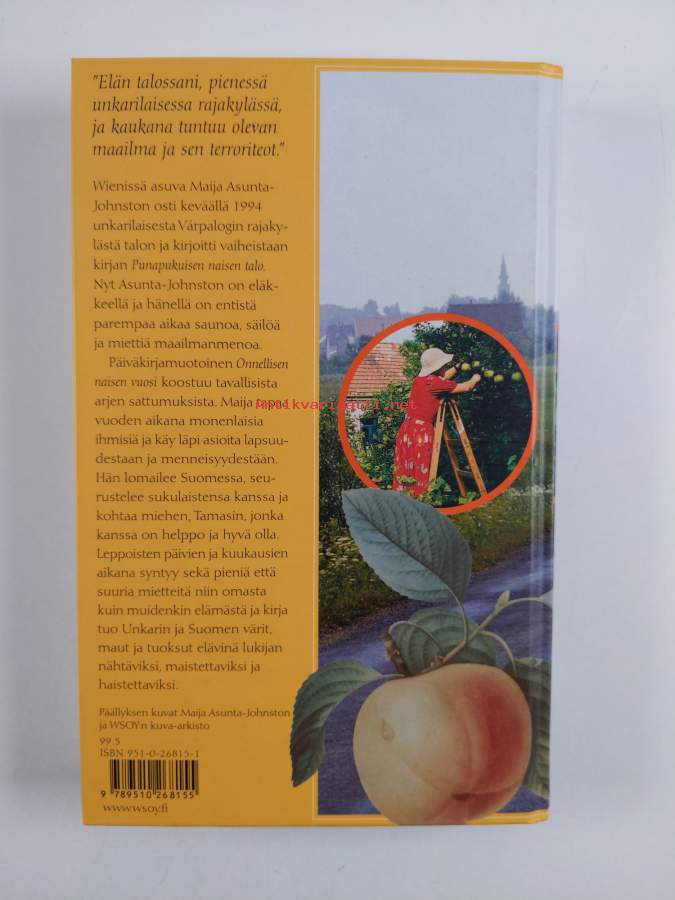 "Elän talossani, pienessä
unkarilaisessa rajakylässä,
ja kaukana tuntuu olevan
maailma ja sen terroriteot."
Wienissä asuva Maija Asunta-
Johnston osti keväällä 1994
unkarilaisesta Várpalogin rajaky-
lästä talon ja kirjoitti vaiheistaan
kirjan Punapukuisen naisen talo.
Nyt Asunta-Johnston on eläk-
keellä ja hänellä on entistä
parempaa aikaa saunoa, säilöä
ja miettiä maailmanmenoa.
Päiväkirjamuotoinen Onnellisen
naisen vuosi koostuu tavallisista
arjen sattumuksista. Maija tapaa
vuoden aikana monenlaisia
ihmisiä ja käy läpi asioita lapsuu-
destaan ja menneisyydestään.
Hän lomailee Suomessa, seu-
rustelee sukulaistensa kanssa ja
kohtaa miehen, Tamasin, jonka
kanssa on helppo ja hyvä olla.
Leppoisten päivien ja kuukausien
aikana syntyy sekä pieniä että
suuria mietteitä niin omasta
kuin muidenkin elämästä ja kirja
tuo Unkarin ja Suomen värit,
maut ja tuoksut elävinä lukijan
nähtäviksi, maistettaviksi ja
haistettaviksi.
Päällyksen kuvat Maija Asunta-Johnston
ja WSOY:n kuva-arkisto
99.5
ISBN 951-0-26815-1
9 789510 268155
www.wsoy.fi
Antikvariaatti.net